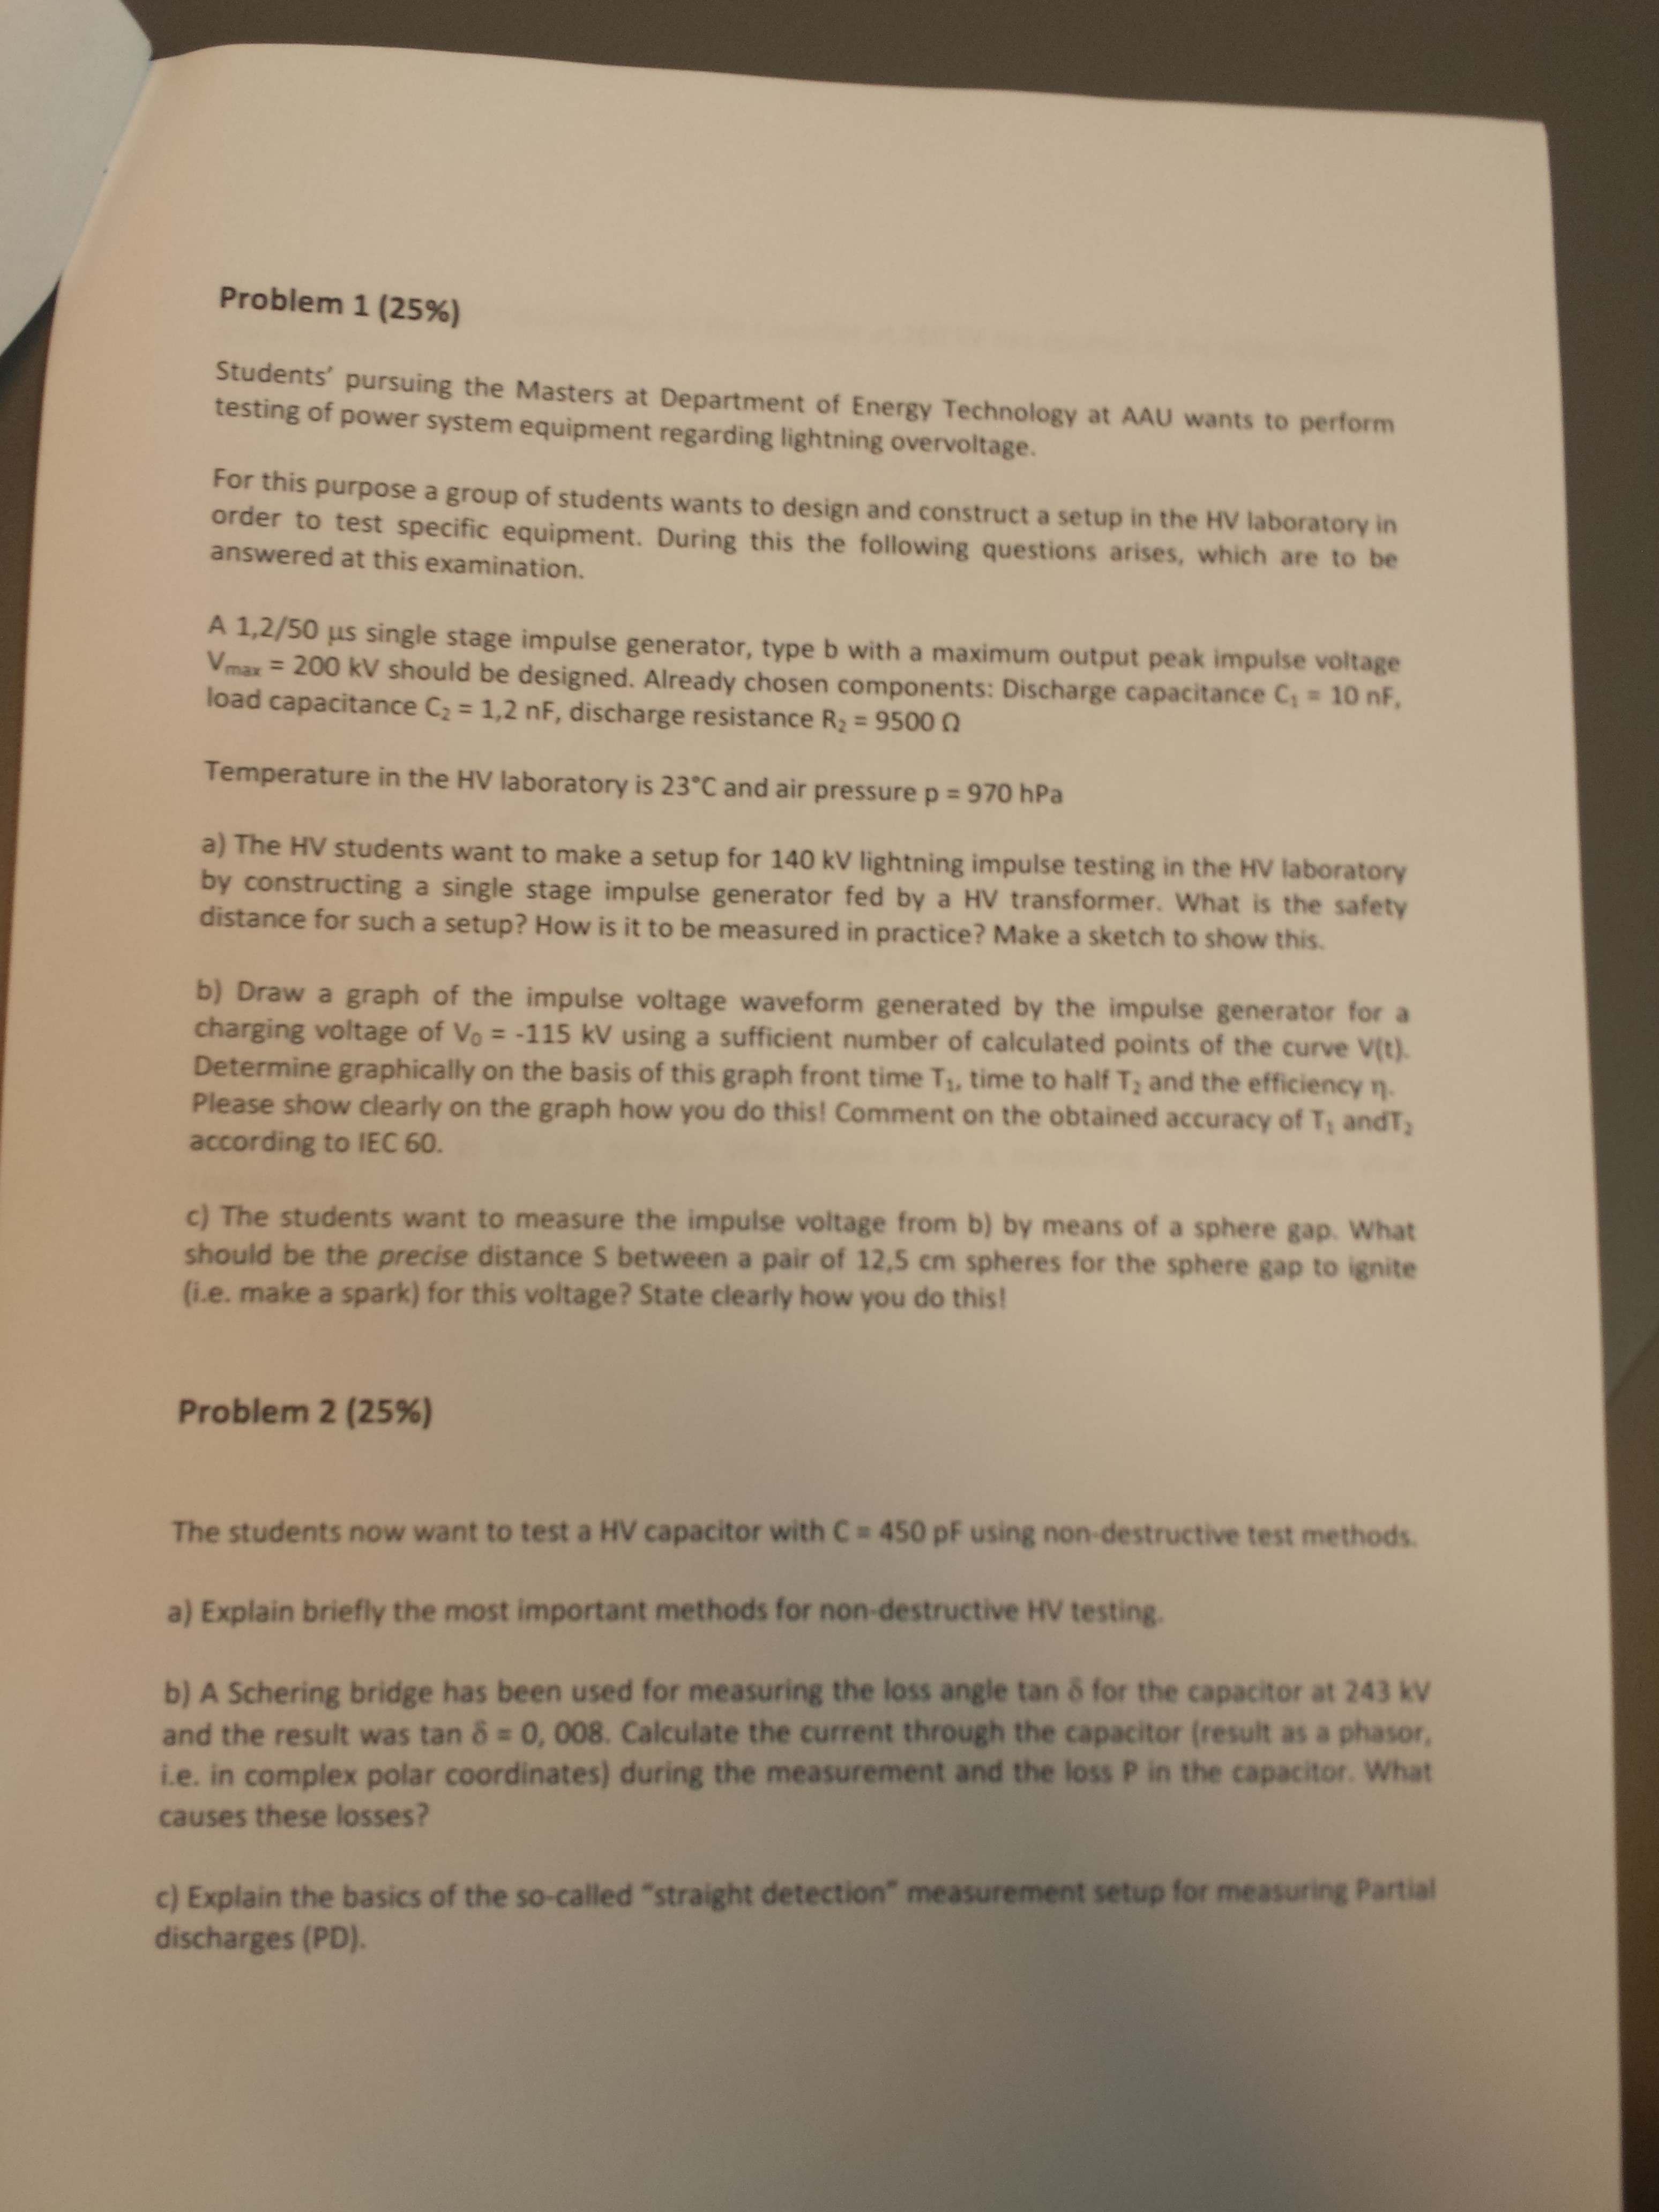 Problem 1 (25%)
Students' pursuing the Masters at Department of Energy Technology at AAU wants to perform
testing of power system equipment regarding lightning overvoltage.
For this purpose a group of students wants to design and construct a setup in the HV laboratory in
order to test specific equipment. During this the following questions arises, which are to be
answered at this examination.
A 1,2/50 μs single stage impulse generator, type b with a maximum output peak impulse voltage
Vmax = 200 kV should be designed. Already chosen components: Discharge capacitance C₁ = 10 nF,
load capacitance C₂ = 1,2 nF, discharge resistance R₂ = 9500 Ω
Temperature in the HV laboratory is 23°C and air pressure p = 970 hPa
a) The HV students want to make a setup for 140 kV lightning impulse testing in the HV laboratory
by constructing a single stage impulse generator fed by a HV transformer. What is the safety
distance for such a setup? How is it to be measured in practice? Make a sketch to show this.
b) Draw a graph of the impulse voltage waveform generated by the impulse generator for a
charging voltage of V₀ = -115 kV using a sufficient number of calculated points of the curve V(t).
Determine graphically on the basis of this graph front time T₁, time to half T₂ and the efficiency η.
Please show clearly on the graph how you do this! Comment on the obtained accuracy of T₁ andT₂
according to IEC 60.
c) The students want to measure the impulse voltage from b) by means of a sphere gap. What
should be the precise distance S between a pair of 12,5 cm spheres for the sphere gap to ignite
(i.e. make a spark) for this voltage? State clearly how you do this!
Problem 2 (25%)
The students now want to test a HV capacitor with C = 450 pF using non-destructive test methods.
a) Explain briefly the most important methods for non-destructive HV testing.
b) A Schering bridge has been used for measuring the loss angle tan δ for the capacitor at 243 kV
and the result was tan δ = 0, 008. Calculate the current through the capacitor (result as a phasor,
i.e. in complex polar coordinates) during the measurement and the loss P in the capacitor. What
causes these losses?
c) Explain the basics of the so-called "straight detection" measurement setup for measuring Partial
discharges (PD).